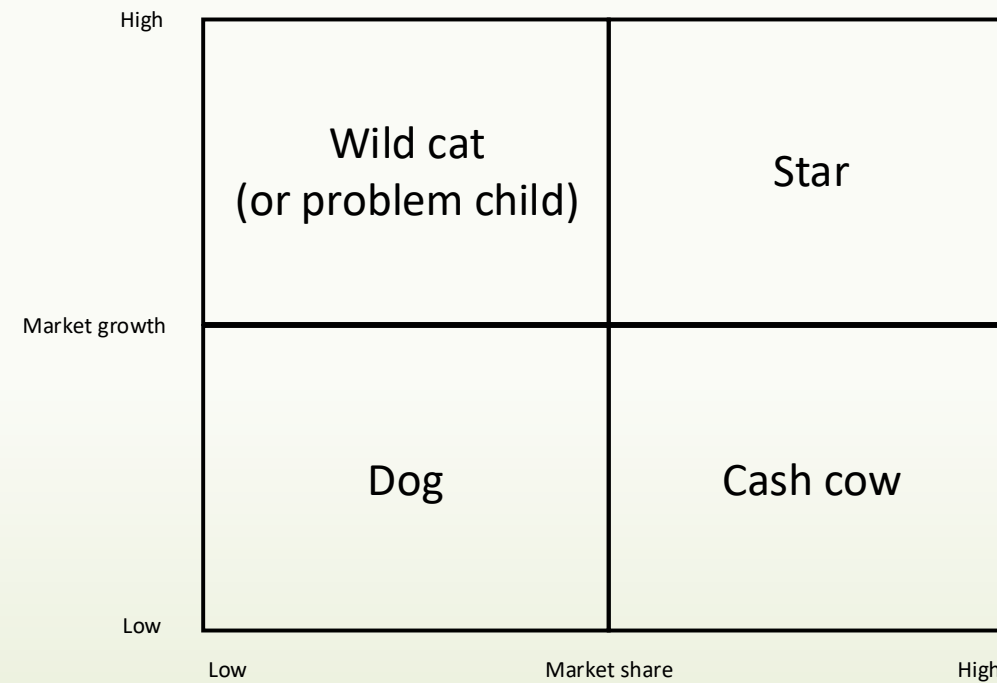 High
Wild cat
(or problem child)
Star
Market growth
Dog
Cash cow
Low
Low
Market share
High